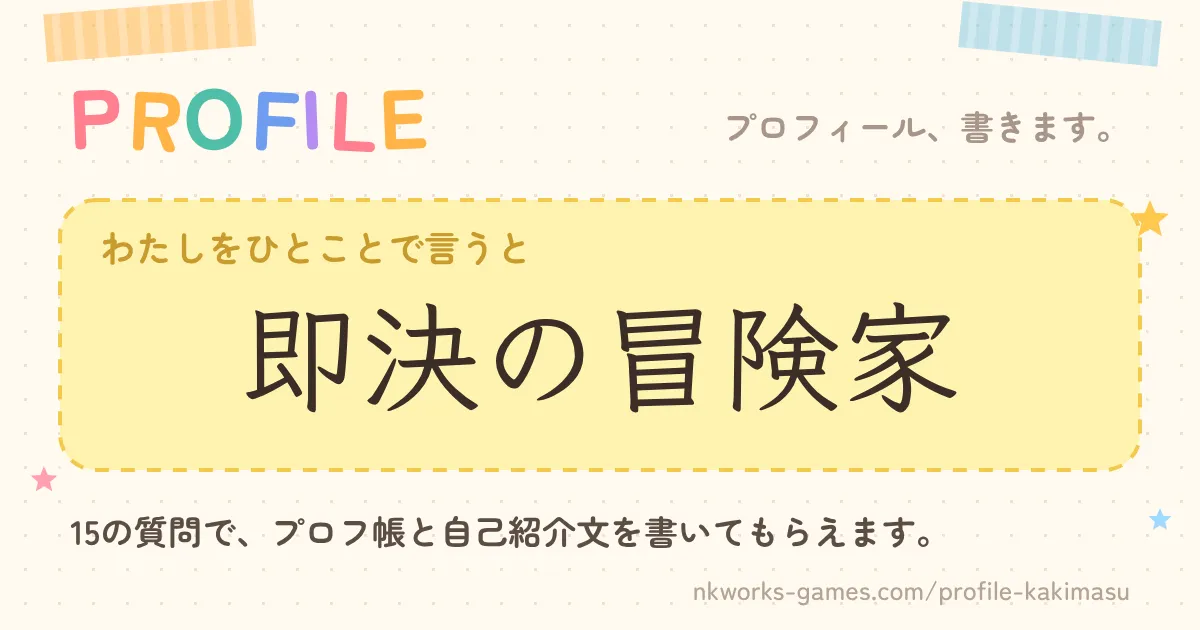 PROFILE
プロフィール、書きます。
わたしをひとことで言うと
即決の冒険家
15の質問で、プロフ帳と自己紹介文を書いてもらえます。
nkworks-games.com/profile-kakimasu